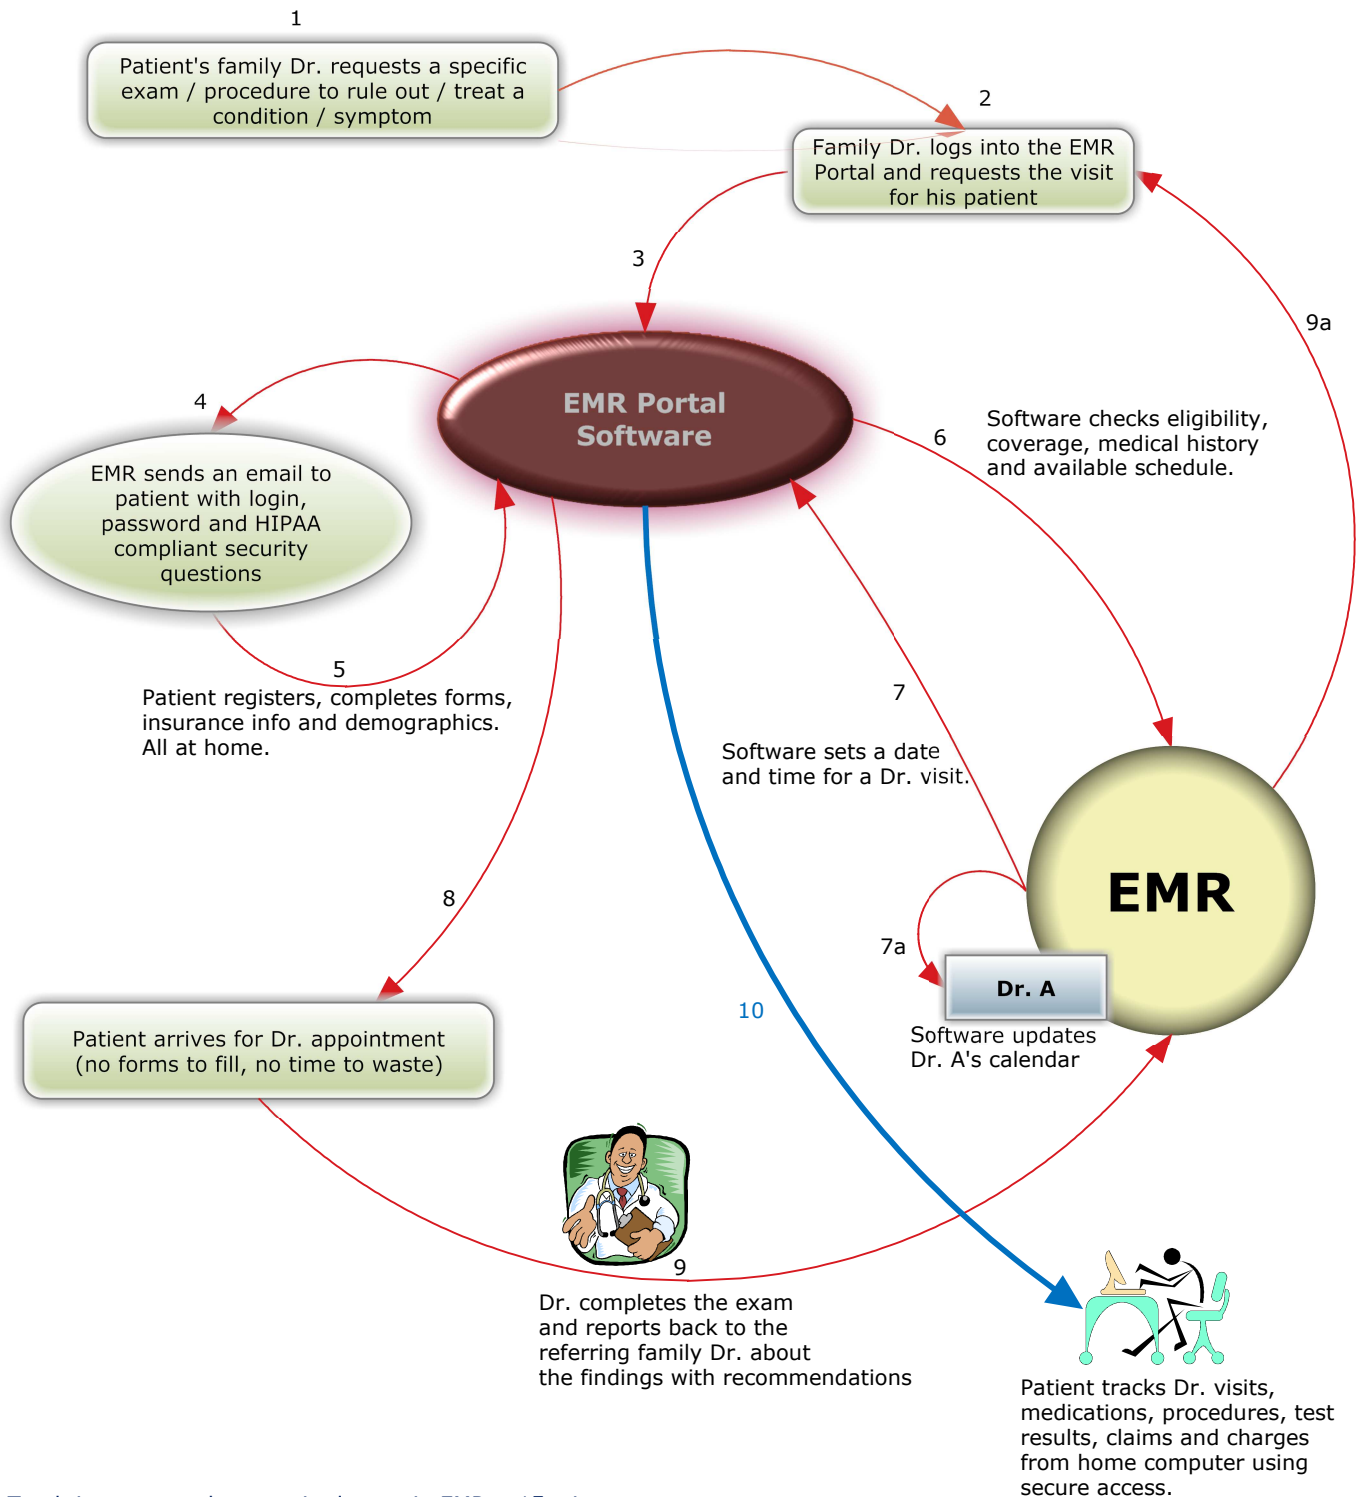 1
Patient's family Dr. requests a specific
exam / procedure to rule out / treat a
condition / symptom
2
Family Dr. logs into the EMR
Portal and requests the visit
for his patient
3
9a
EMR Portal
Software
4
EMR sends an email to
patient with login,
password and HIPAA
compliant security
questions
6
Software checks eligibility,
coverage, medical history
and available schedule.
5
Patient registers, completes forms,
insurance info and demographics.
All at home.
7
Software sets a date
and time for a Dr. visit.
EMR
8
7a
Dr. A
Software updates
Dr. A's calendar
10
Patient arrives for Dr. appointment
(no forms to fill, no time to waste)
9
Dr. completes the exam
and reports back to the
referring family Dr. about
the findings with recommendations
Patient tracks Dr. visits,
medications, procedures, test
results, claims and charges
from home computer using
secure access.